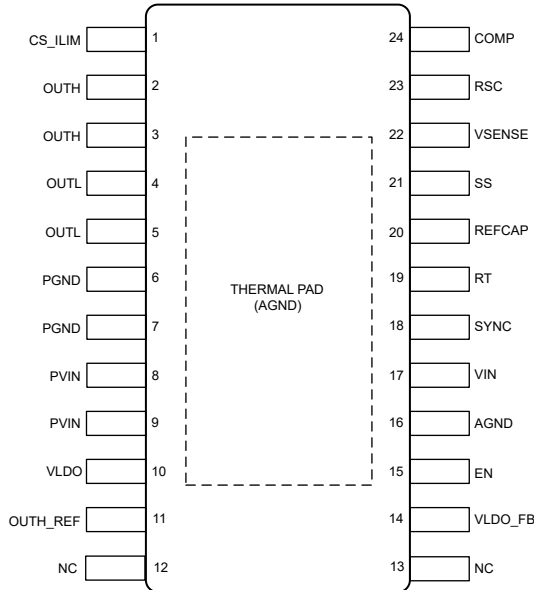 CS_ILIM 1 24 COMP
OUTH 2 23 RSC
OUTH 3 22 VSENSE
OUTL 4 21 SS
OUTL 5 20 REFCAP
PGND 6 19 RT
THERMAL PAD
(AGND)
PGND 7 18 SYNC
PVIN 8 17 VIN
PVIN 9 16 AGND
VLDO 10 15 EN
OUTH_REF 11 14 VLDO_FB
NC 12 13 NC